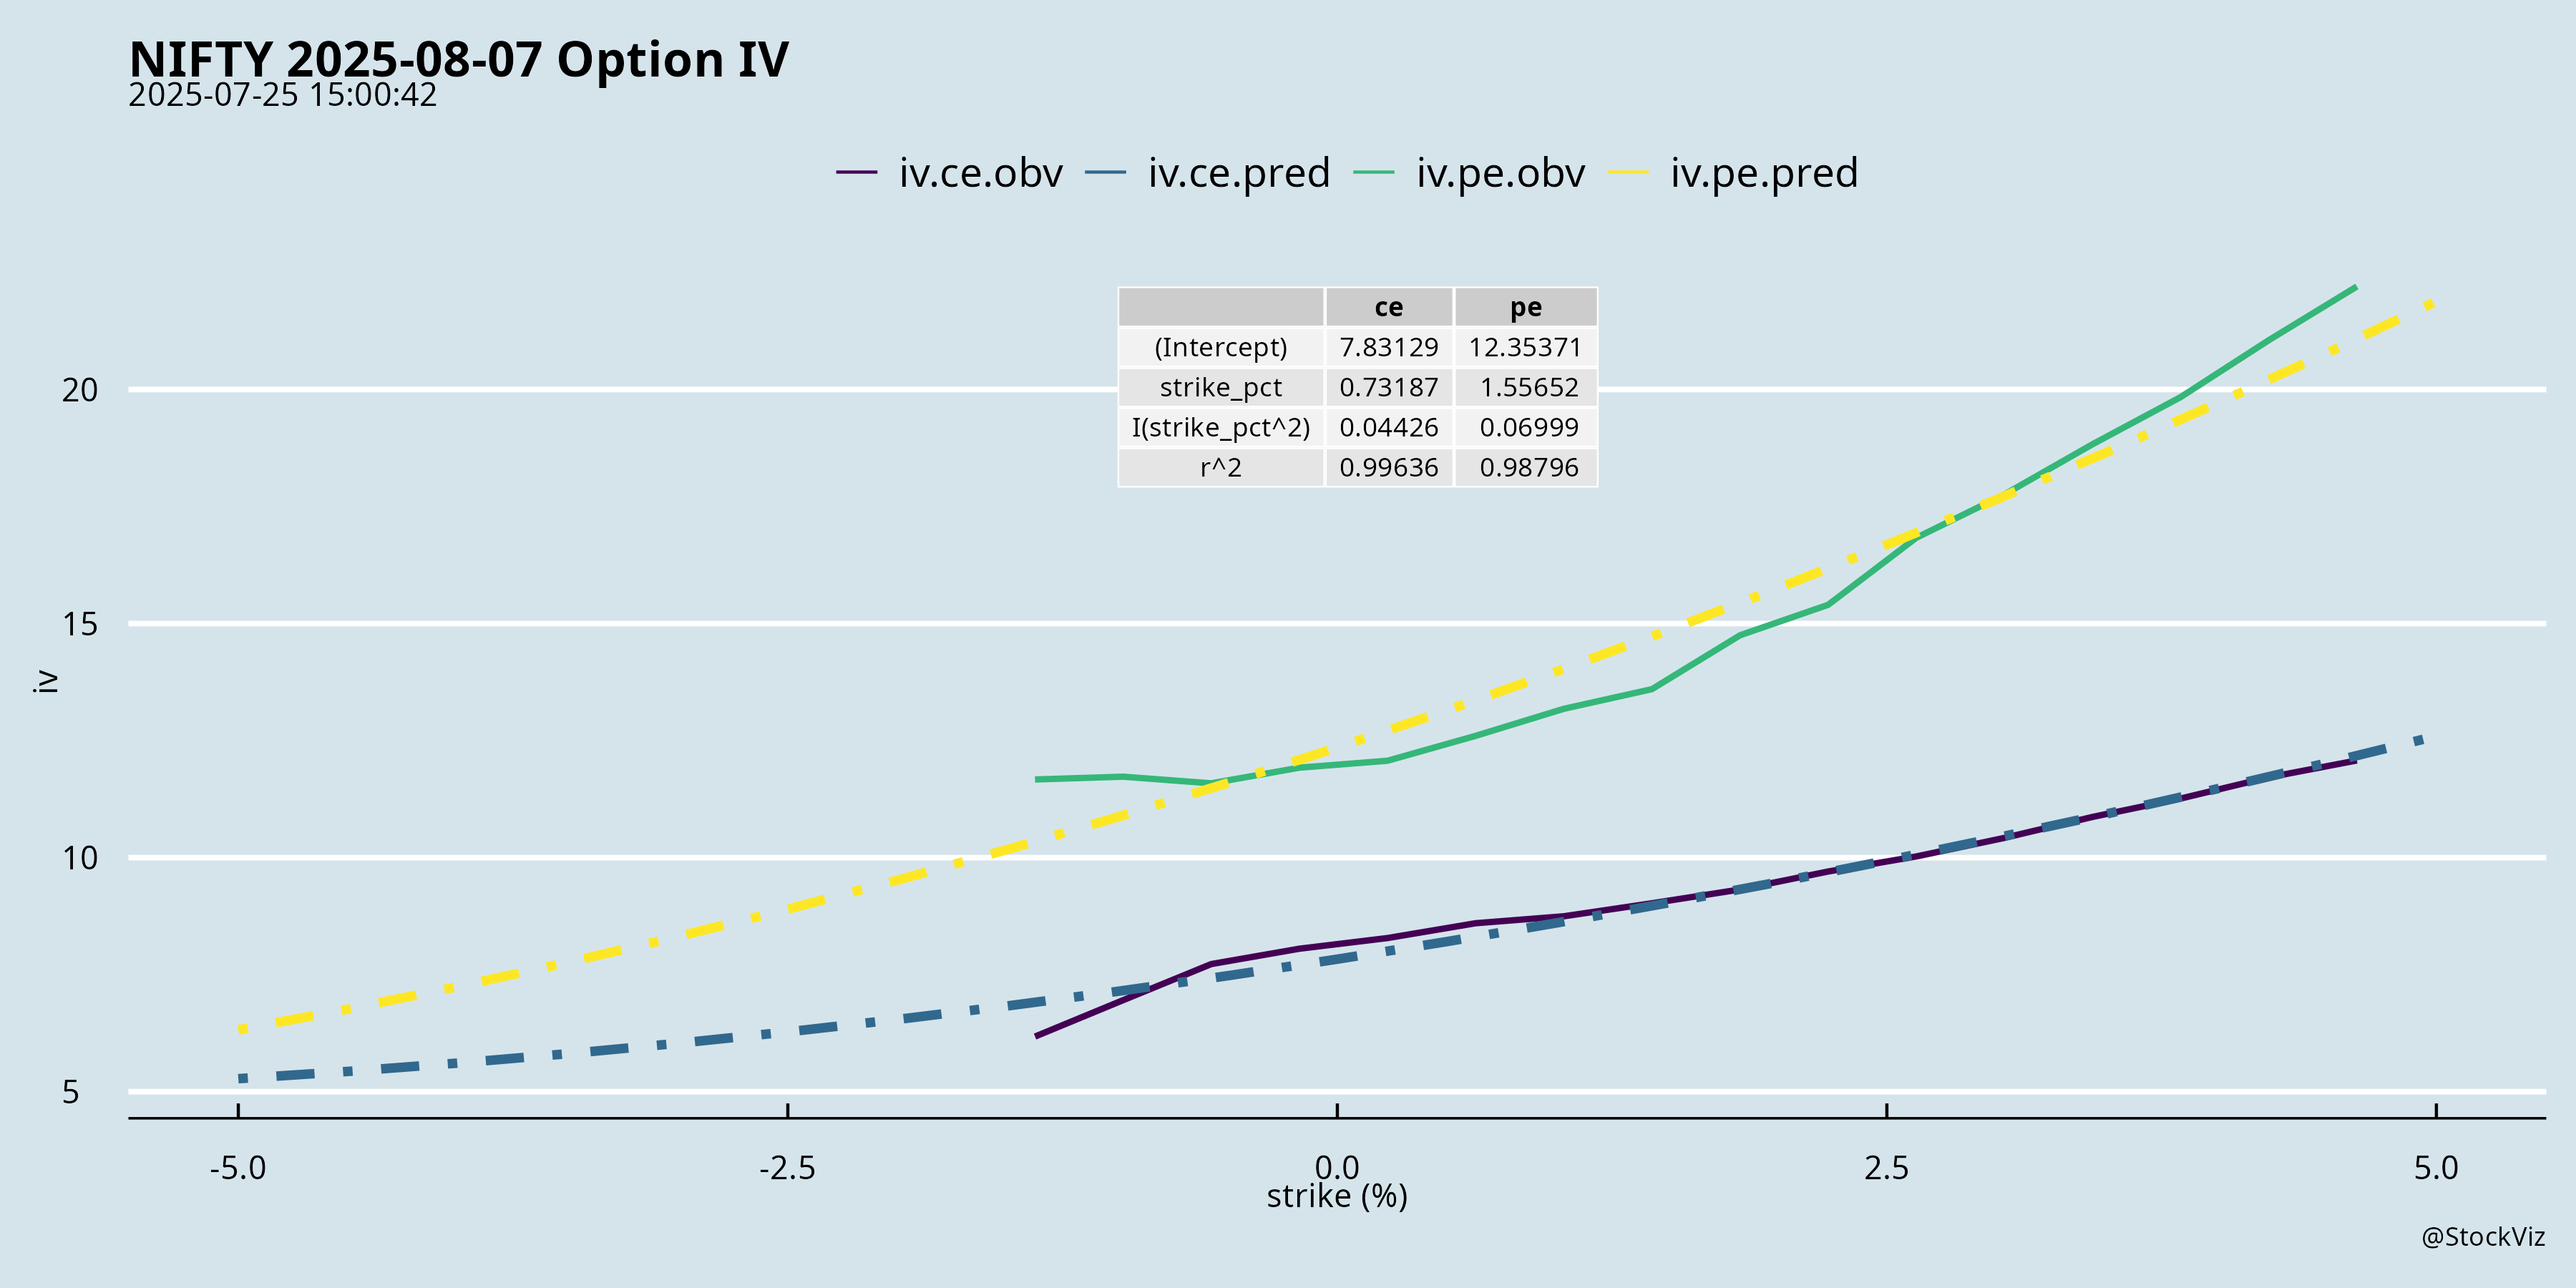 NIFTY 2025-08-07 Option IV
2025-07-25 15:00:42
iv.ce.obv iv.ce.pred iv.pe.obv iv.pe.pred
ce pe
(Intercept) 7.83129 12.35371
strike_pct 0.73187 1.55652
I(strike_pct^2) 0.04426 0.06999
r^2 0.99636 0.98796
20
15
iv
10
5
-5.0 -2.5 0.0 2.5 5.0
strike (%)
@StockViz